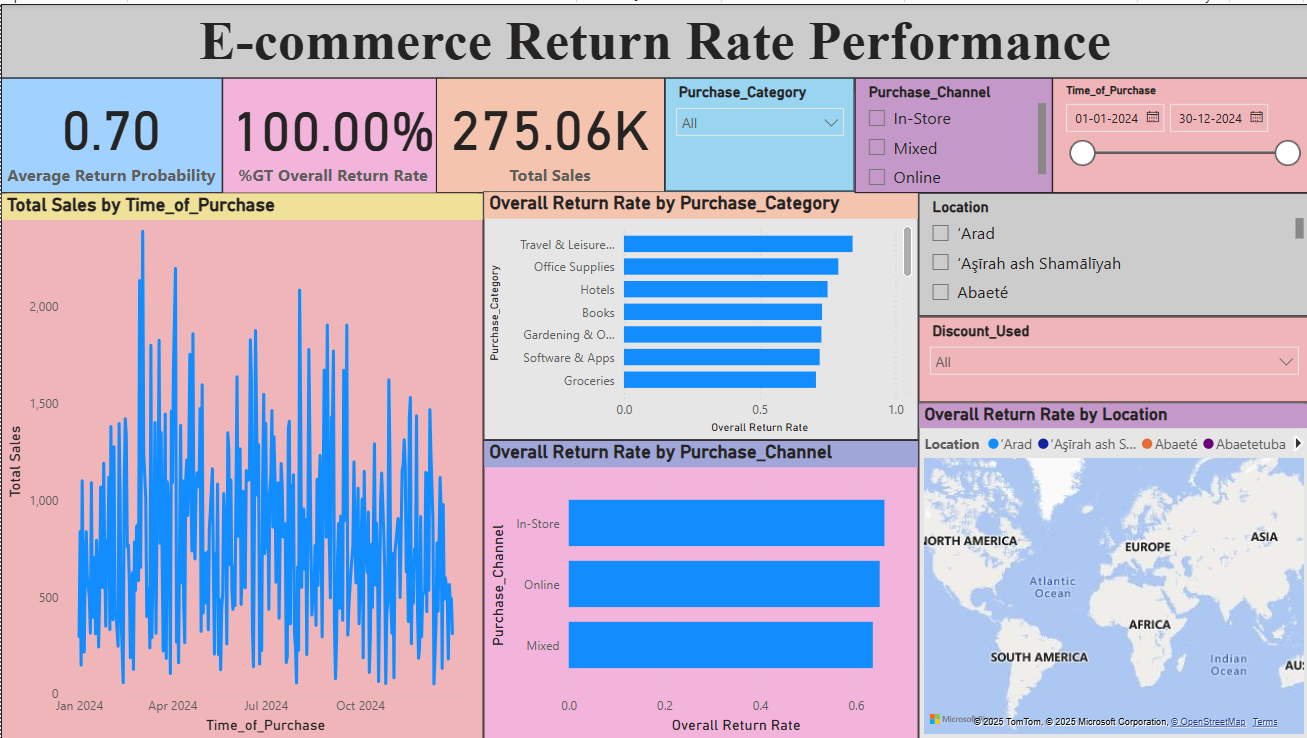 E-commerce Return Rate Performance
0.70
Average Return Probability
100.00%
%GT Overall Return Rate
275.06K
Total Sales
Purchase_Category
All
Purchase_Channel
In-Store
Mixed
Online
Time_of_Purchase
01-01-2024
30-12-2024
Total Sales by Time_of_Purchase
Total Sales
2,000
1,500
1,000
500
0
Jan 2024
Apr 2024
Jul 2024
Oct 2024
Time_of_Purchase
Overall Return Rate by Purchase_Category
Purchase_Category
Travel & Leisure...
Office Supplies
Hotels
Books
Gardening & O...
Software & Apps
Groceries
0.0
0.5
1.0
Overall Return Rate
Overall Return Rate by Purchase_Channel
Purchase_Channel
In-Store
Online
Mixed
0.0
0.2
0.4
0.6
Overall Return Rate
Location
‘Arad
‘Aşīrah ash Shamālīyah
Abaeté
Discount_Used
All
Overall Return Rate by Location
Location
‘Arad
‘Aşīrah ash S...
Abaeté
Abaetetuba
NORTH AMERICA
EUROPE
ASIA
Atlantic
Ocean
AFRICA
SOUTH AMERICA
Indian
Ocean
AU
Microsoft
© 2025 TomTom, © 2025 Microsoft Corporation, © OpenStreetMap Terms